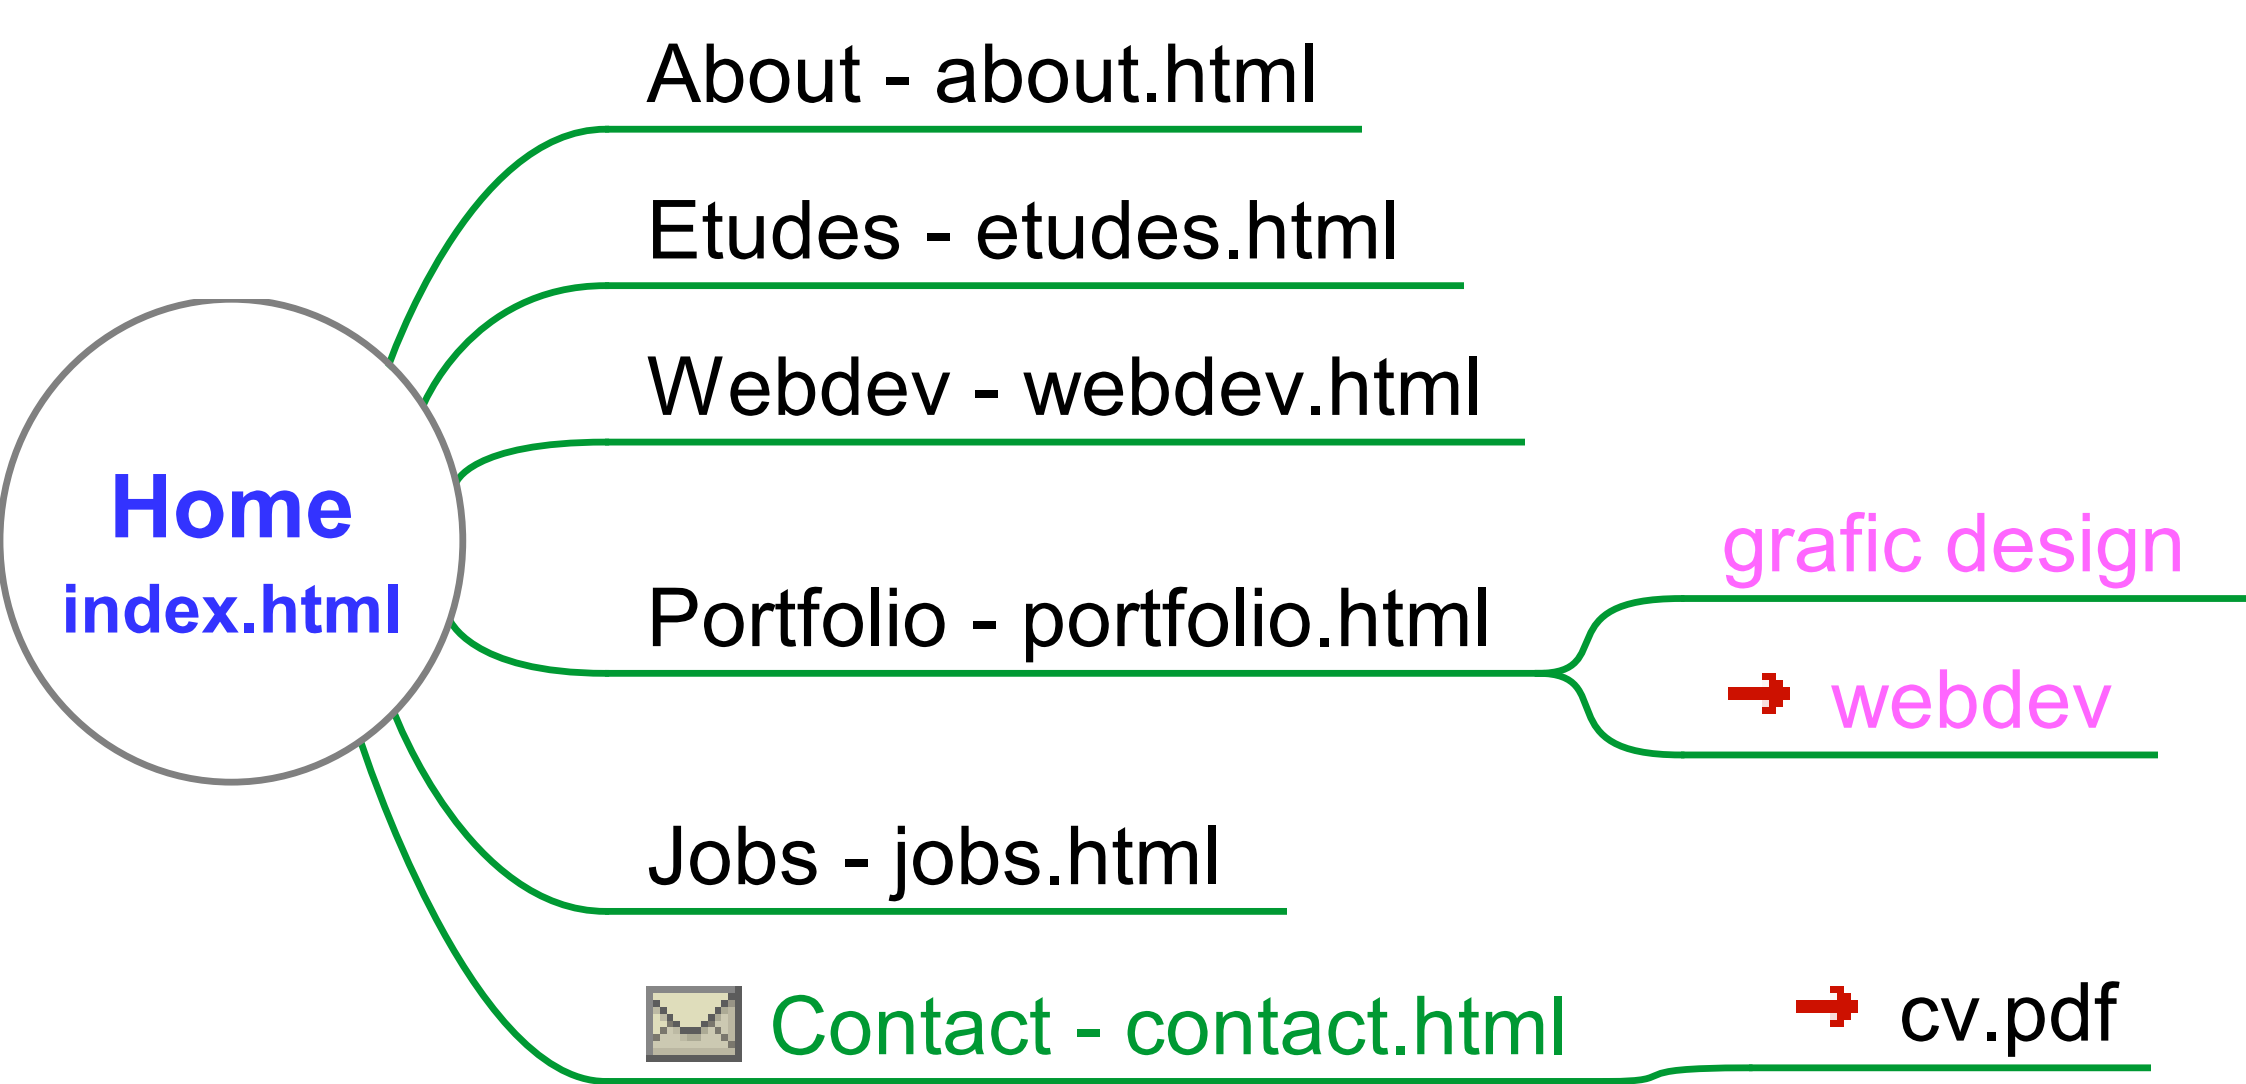 About - about.html
Etudes - etudes.html
Webdev - webdev.html
Home
index.html
Portfolio - portfolio.html
grafic design
webdev
Jobs - jobs.html
Contact - contact.html
cv.pdf